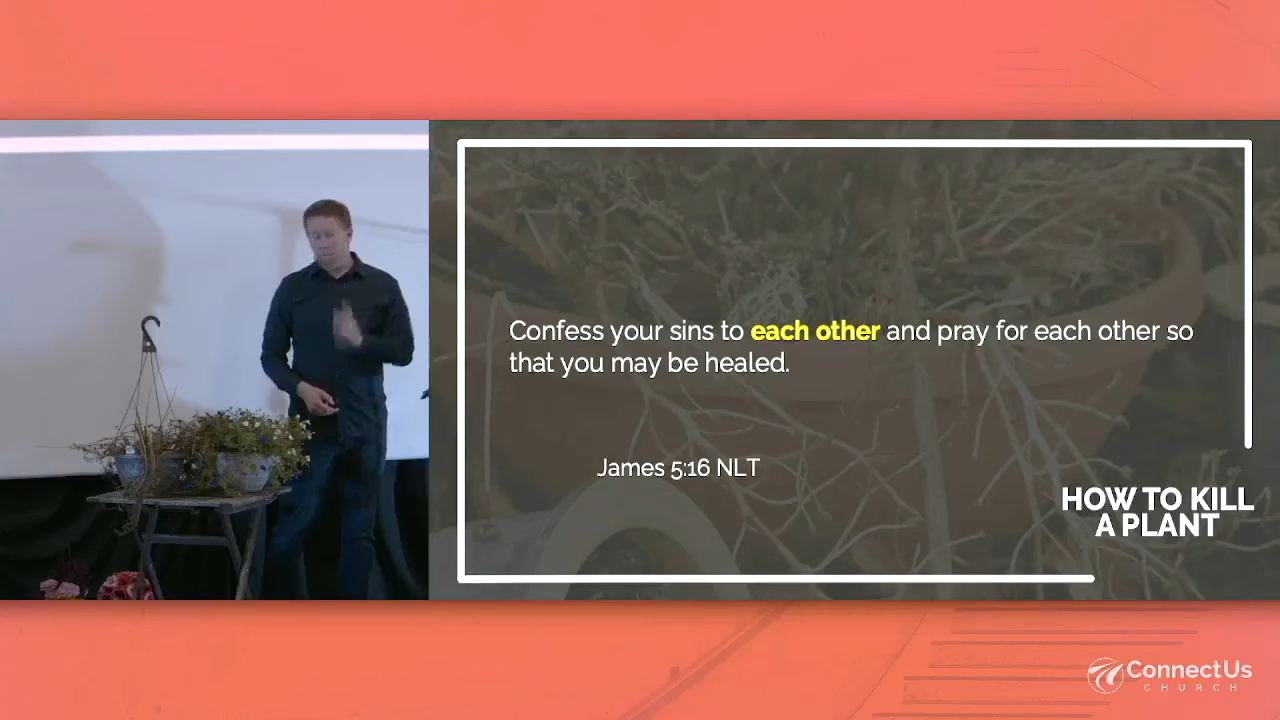 Confess your sins to each other and pray for each other so
that you may be healed.
James 5:16 NLT
HOW TO KILL
A PLANT
ConnectUs
CHURCH